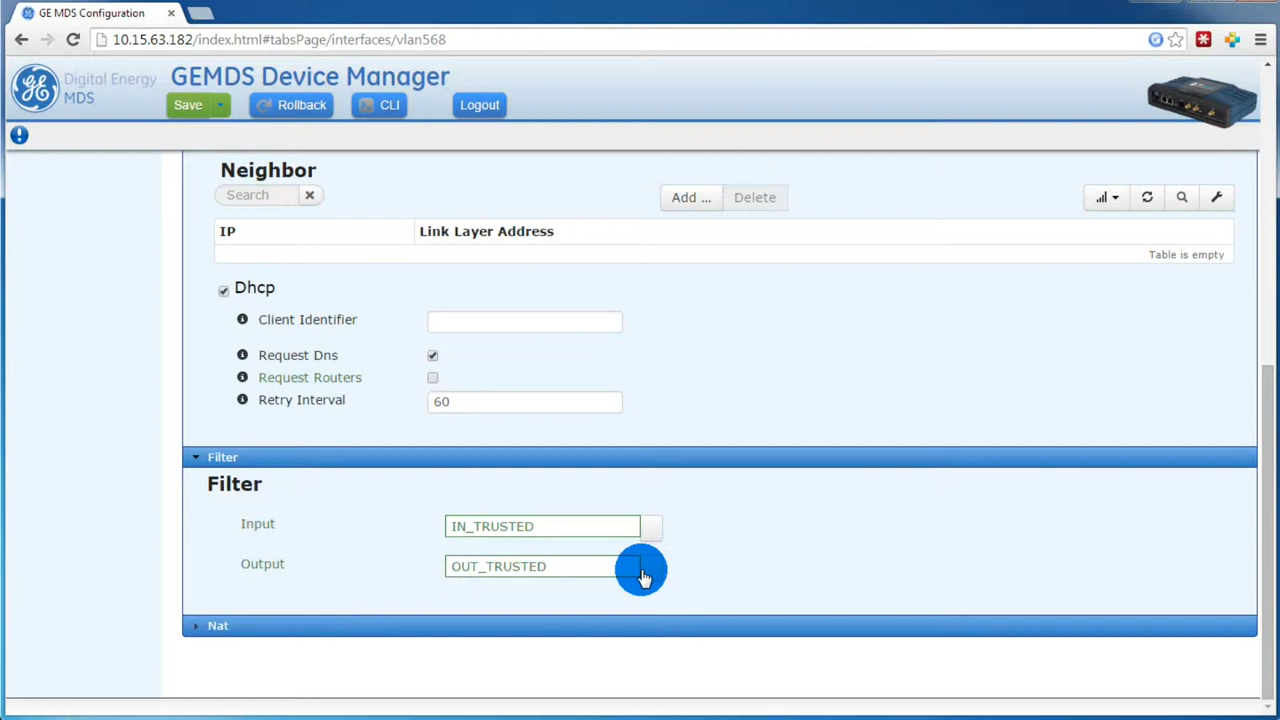 GE MDS Configuration
10.15.63.182/index.html#tabsPage/interfaces/vlan568
Digital Energy
MDS
GEMDS Device Manager
Save
Rollback
CLI
Logout
Neighbor
Search
Add ...
Delete
IP
Link Layer Address
Table is empty
Dhcp
Client Identifier
Request Dns
Request Routers
Retry Interval
60
Filter
Filter
Input
IN_TRUSTED
Output
OUT_TRUSTED
Nat